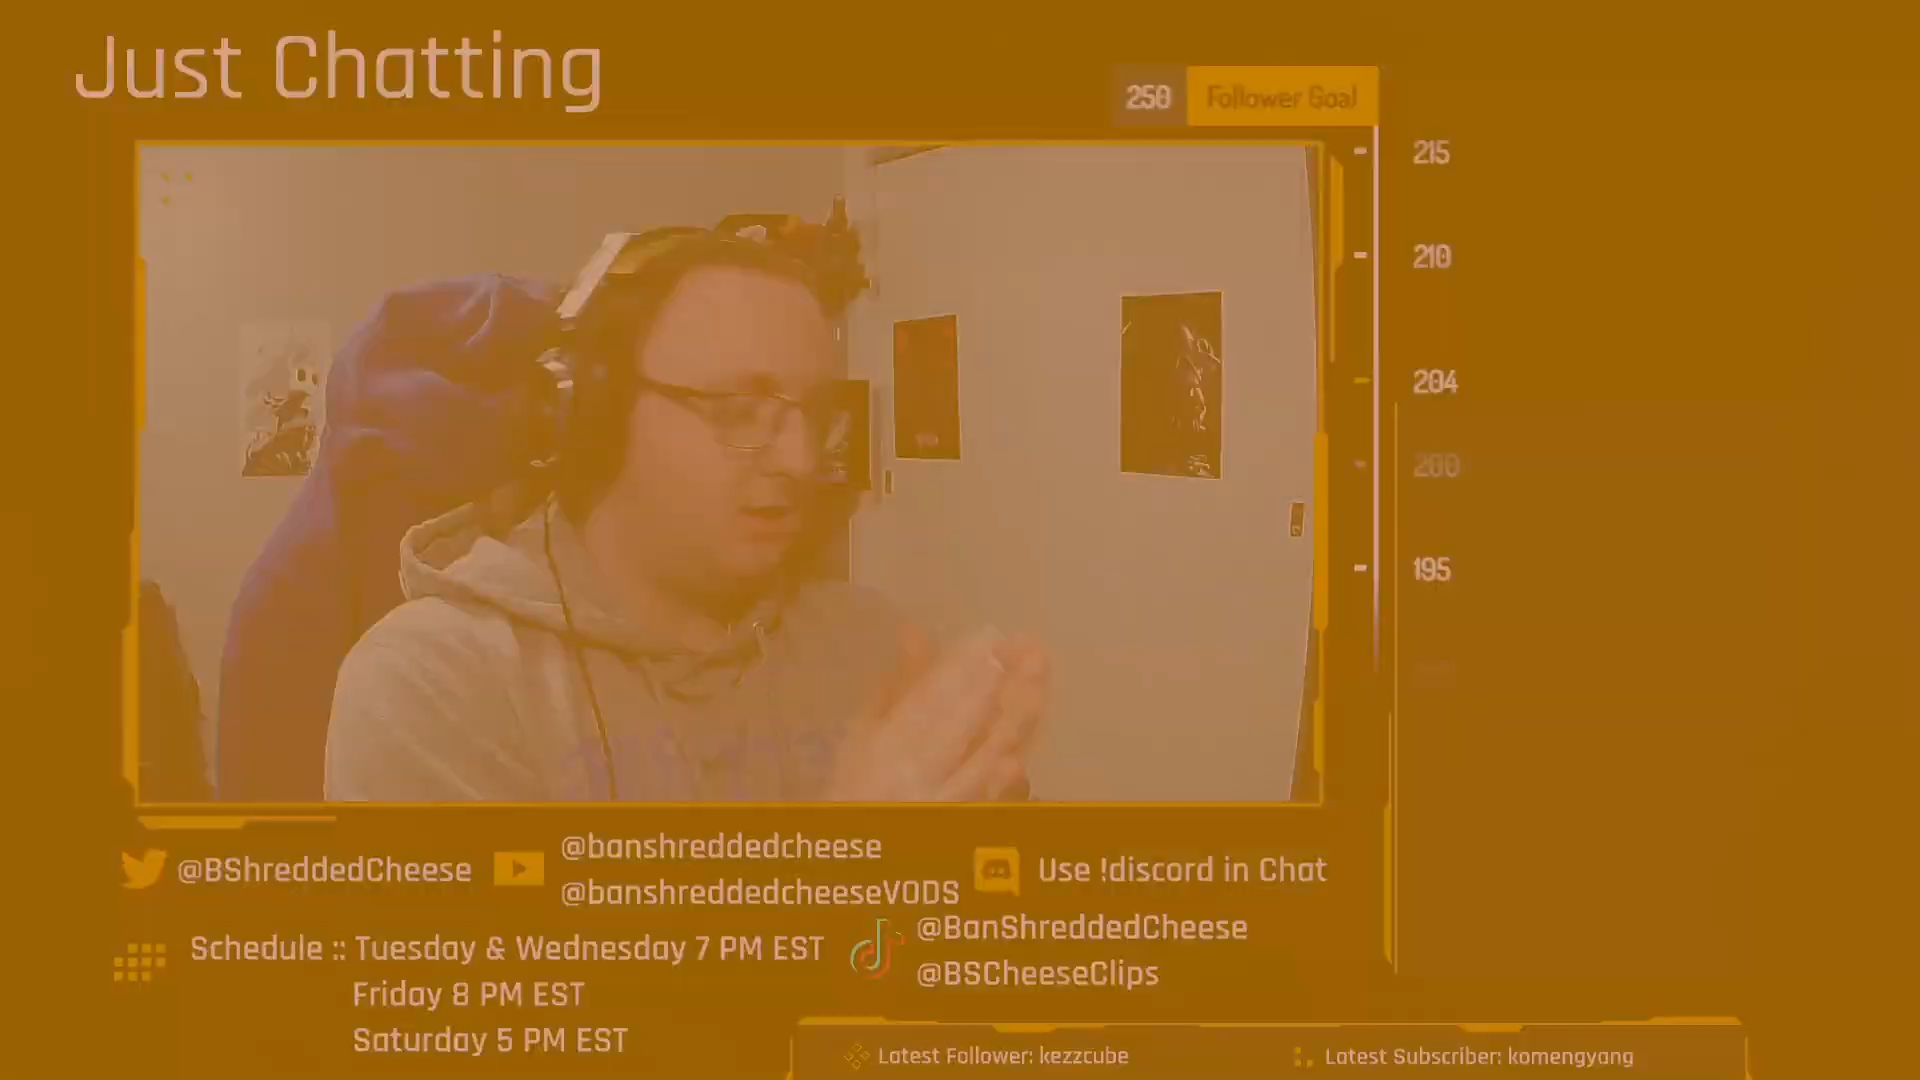 Just Chatting
250
Follower Goal
215
210
204
200
195
@BShreddedCheese
@banshreddedcheese
@banshreddedcheeseVODS
Use !discord in Chat
Schedule :: Tuesday & Wednesday 7 PM EST
Friday 8 PM EST
Saturday 5 PM EST
@BanShreddedCheese
@BSCheeseClips
Latest Follower: kezzcube
Latest Subscriber: komengyang